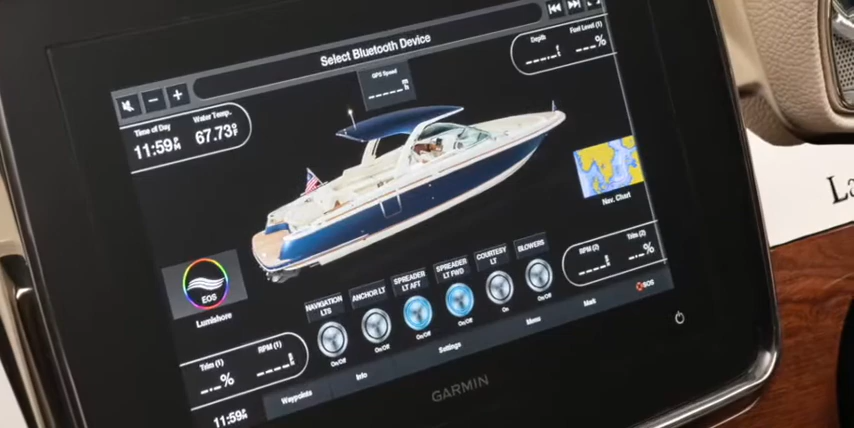 Select Bluetooth Device
Depth
Fuel Level (1)
---.-
---%
GPS Speed
Time of Day
Water Temp.
11:59
67.73
Nav. Chart
EOS
Lumishore
NAVIGATION LTS
ANCHOR LT
SPREADER LT AFT
SPREADER LT FWD
COURTESY LT
BLOWERS
On/Off
On/Off
On/Off
On/Off
On
On/Off
RPM (2)
Trim (2)
Trim (1)
RPM (1)
11:59
Waypoints
Info
Settings
Menu
Mark
SOS
GARMIN
La